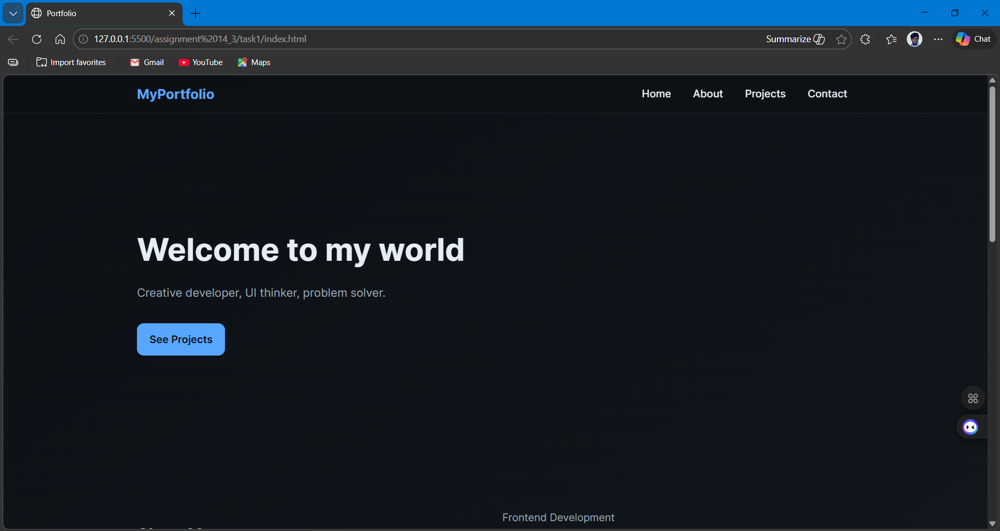 Portfolio
127.0.0.1:5500/assignment%2014_3/task1/index.html
Summarize
Chat
Import favorites
Gmail
YouTube
Maps
MyPortfolio
Home
About
Projects
Contact
Welcome to my world
Creative developer, UI thinker, problem solver.
See Projects
Frontend Development